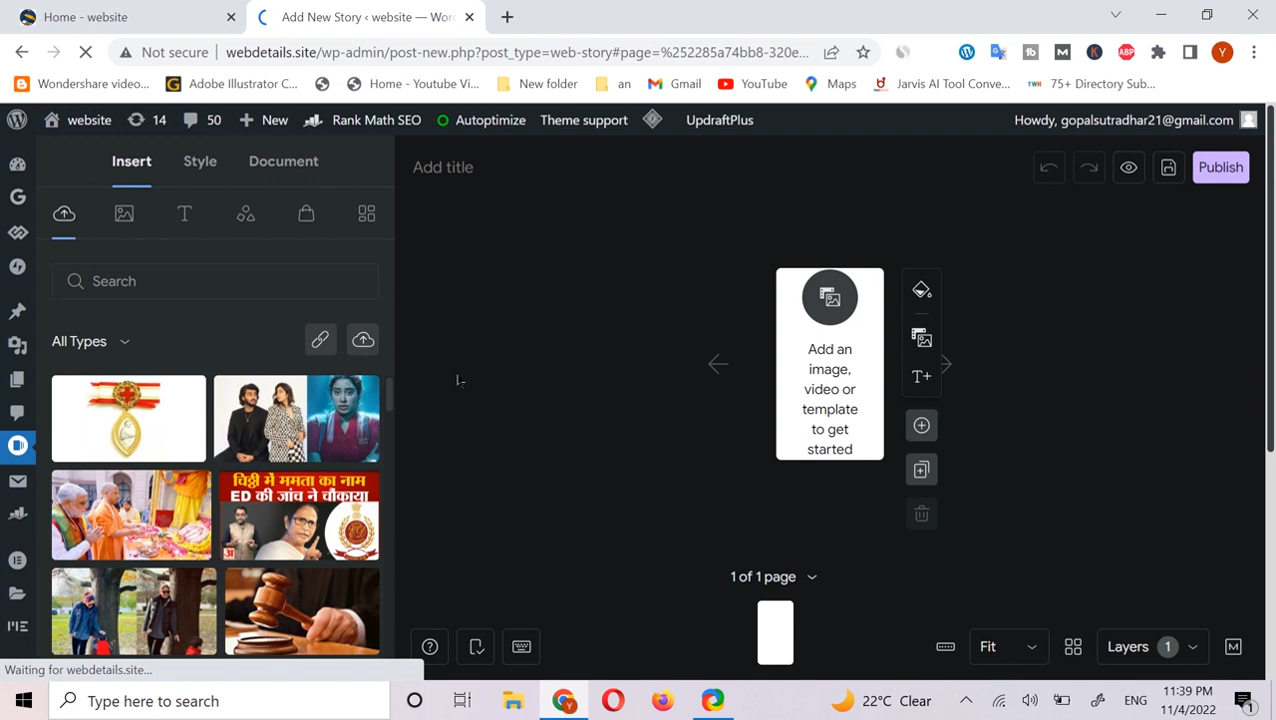 Home - website
Add New Story ‹ website — Wor
Not secure
webdetails.site/wp-admin/post-new.php?post_type=web-story#page=%252285a74bb8-320e...
Y
Wondershare video...
Adobe Illustrator C...
Home - Youtube Vi...
New folder
an
Gmail
YouTube
Maps
Jarvis AI Tool Conve...
75+ Directory Sub...
website
14
50
New
Rank Math SEO
Autoptimize
Theme support
UpdraftPlus
Howdy, gopalsutradhar21@gmail.com
Insert
Style
Document
Add title
Publish
Search
All Types
Add an
image,
video or
template
to get
started
T+
चिट्ठी में ममता का नाम
ED की जांच ने चौंकाया
1 of 1 page
Fit
Layers
1
Waiting for webdetails.site...
Type here to search
22°C Clear
ENG
11:39 PM
11/4/2022
1